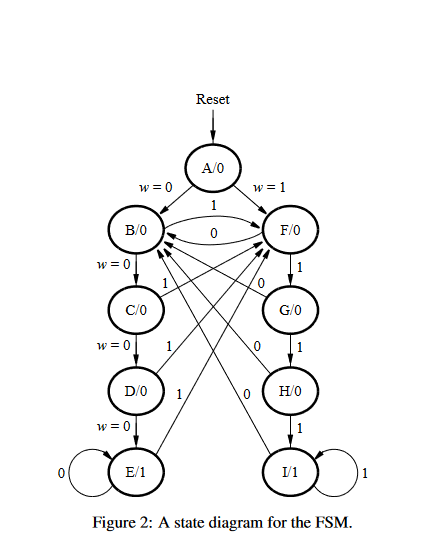 Reset
A/0
w = 0
w = 1
1
B/0
0
F/0
w = 0
1
1
0
C/0
G/0
w = 0
1
0
1
D/0
1
0
H/0
w = 0
1
0
E/1
I/1
1
Figure 2: A state diagram for the FSM.